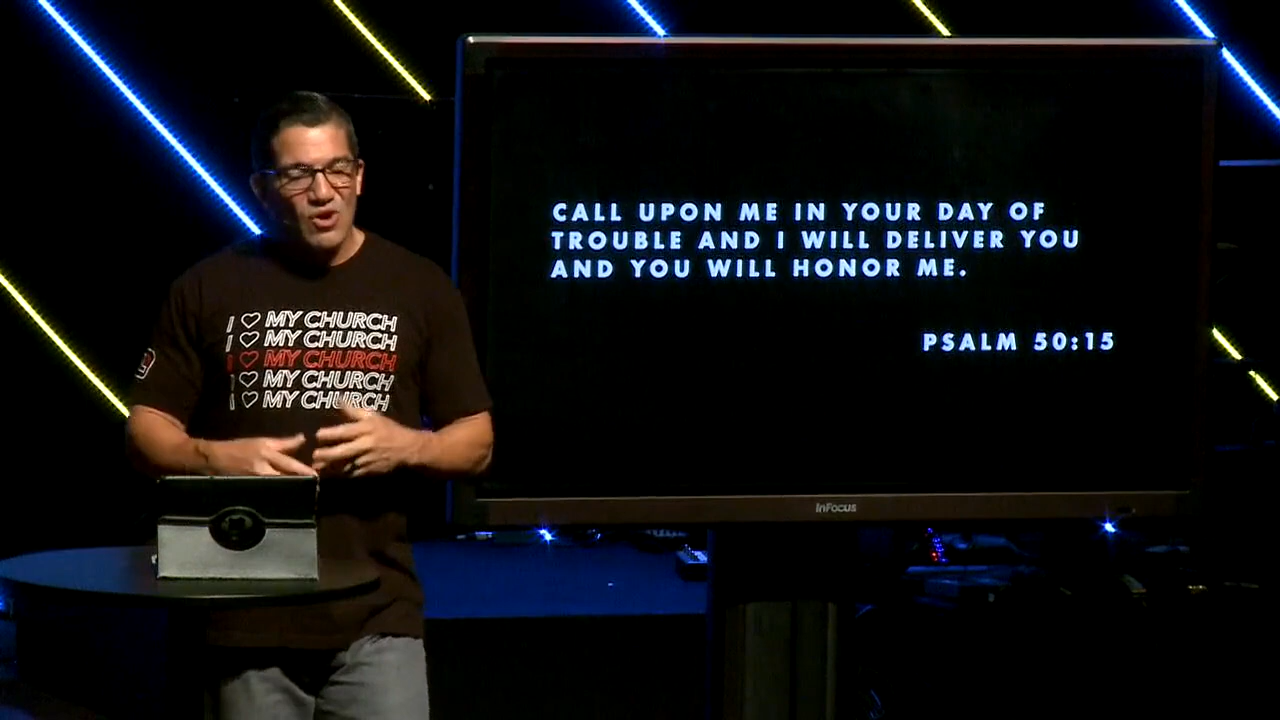 I ♡ MY CHURCH
I ♡ MY CHURCH
I ♡ MY CHURCH
I ♡ MY CHURCH
I ♡ MY CHURCH
CALL UPON ME IN YOUR DAY OF
TROUBLE AND I WILL DELIVER YOU
AND YOU WILL HONOR ME.
PSALM 50:15
InFocus